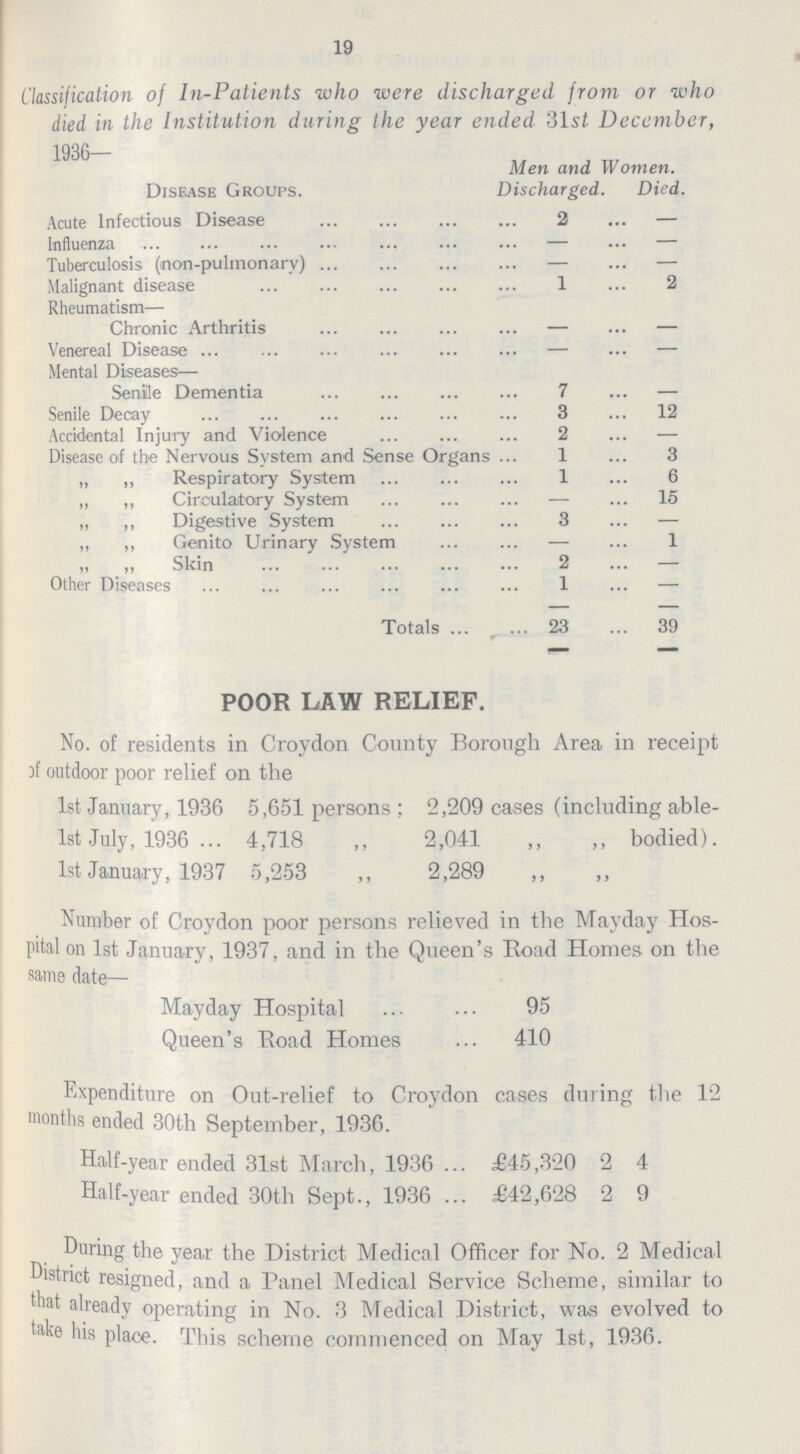 19
Classification of In-Patients who were discharged from or who
died in the Institution during the year ended 31st December,
1936—
Men and Women.
Disease Groups. Discharged. Died.
Acute Infectious Disease ... ... ... ... 2 ... —
Influenza ... ... ... ... ... ... ... — ... —
Tuberculosis (non-pulmonary) ... ... ... ... — ... —
Malignant disease ... ... ... ... ... 1 ... 2
Rheumatism—
Chronic Arthritis ... ... ... ... — ... —
Venereal Disease ... ... ... ... ... ... — ... —
Mental Diseases—
Senile Dementia ... ... ... ... 7 ... —
Senile Decay ... ... ... ... ... ... 3 ... 12
Accidental Injury and Violence ... ... ... 2 ... —
Disease of the Nervous System and Sense Organs ... 1 ... 3
,, ,, Respiratory System ... ... ... 1 ... 6
,, ,, Circulatory System ... ... ... — ... 15
,, ,, Digestive System ... ... ... 3 ... —
,, ,, Genito Urinary System ... ... — ... 1
,, ,, Skin ... ... ... ... ... 2 ... —
Other Diseases ... ... ... ... ... ... 1 ... —
— —
Totals ... ... 23 ... 39
— —
POOR LAW RELIEF.
No. of residents in Croydon County Borough Area in receipt
of outdoor poor relief on the
1st January, 1936 5,651 persons ; 2,209 cases (including able-
1st July, 1936 ... 4,718 ,, 2,041 ,, ,, bodied).
1st January, 1937 5,253 ,, 2,289 ,, ,,
Number of Croydon poor persons relieved in the Mayday Hos-
pital on 1st January, 1937, and in the Queen's Road Homes on the
same date—
Mayday Hospital ... ... 95
Queen's Road Homes ... 410
Expenditure on Out-relief to Croydon cases during the 12
months ended 30th September, 1936.
Half-year ended 31st March, 1936 ... £45,320 2 4
Half-year ended 30th Sept., 1936 ... £42,628 2 9
During the year the District Medical Officer for No. 2 Medical
District resigned, and a Panel Medical Service Scheme, similar to
that already operating in No. 3 Medical District, was evolved to
take his place. This scheme commenced on May 1st, 1936.